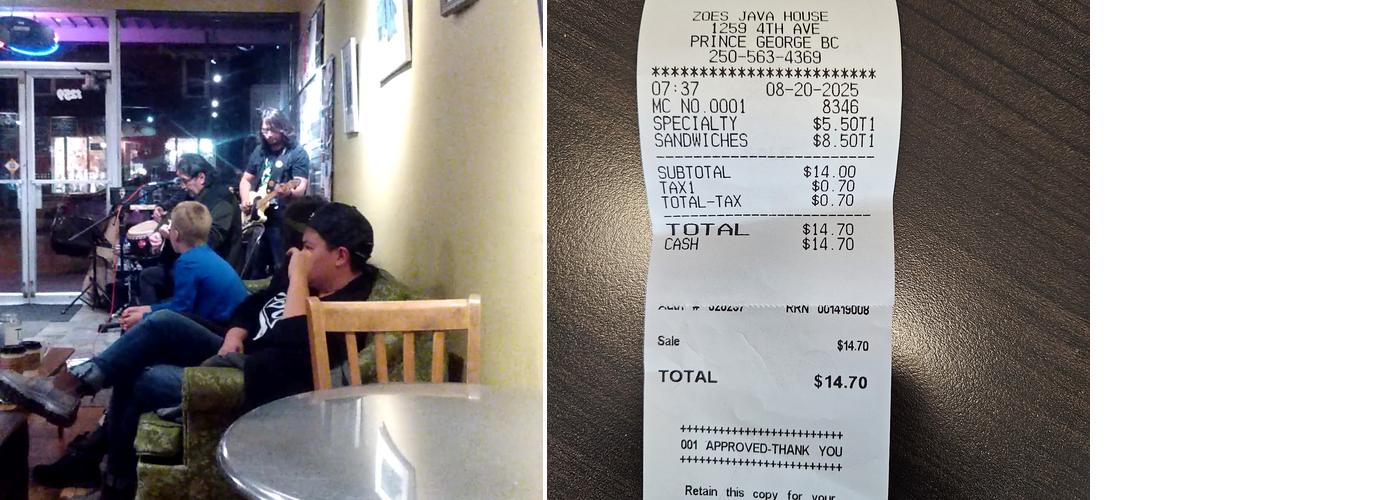 1259
ZOES JAVA HOUSE
1259 4TH AVE
PRINCE GEORGE BC
250-563-4369
***********************
07:37 08-20-2025
MC NO.0001 8346
SPECIALTY $5.50T1
SANDWICHES $8.50T1
SUBTOTAL $14.00
TAX1 $0.70
TOTAL-TAX $0.70
TOTAL $14.70
CASH $14.70
RRN 001419008
Sale $14.70
TOTAL $14.70
++++++++++++++++++++++++
001 APPROVED-THANK YOU
++++++++++++++++++++++++
Retain this copy for your